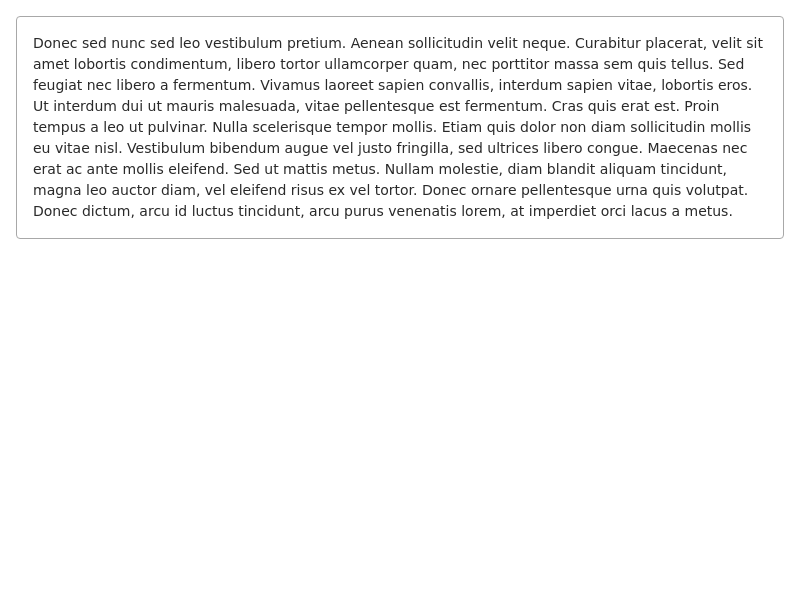 Donec sed nunc sed leo vestibulum pretium. Aenean sollicitudin velit neque. Curabitur placerat, velit sit
amet lobortis condimentum, libero tortor ullamcorper quam, nec porttitor massa sem quis tellus. Sed
feugiat nec libero a fermentum. Vivamus laoreet sapien convallis, interdum sapien vitae, lobortis eros.
Ut interdum dui ut mauris malesuada, vitae pellentesque est fermentum. Cras quis erat est. Proin
tempus a leo ut pulvinar. Nulla scelerisque tempor mollis. Etiam quis dolor non diam sollicitudin mollis
eu vitae nisl. Vestibulum bibendum augue vel justo fringilla, sed ultrices libero congue. Maecenas nec
erat ac ante mollis eleifend. Sed ut mattis metus. Nullam molestie, diam blandit aliquam tincidunt,
magna leo auctor diam, vel eleifend risus ex vel tortor. Donec ornare pellentesque urna quis volutpat.
Donec dictum, arcu id luctus tincidunt, arcu purus venenatis lorem, at imperdiet orci lacus a metus.